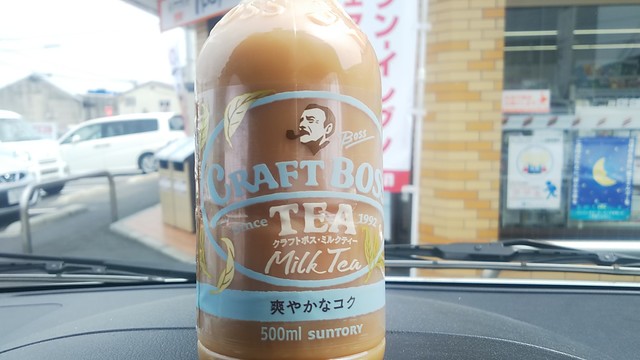 Boss
CRAFT BOSS
since TEA 1992
クラフトボス・ミルクティー
Milk Tea
爽やかなコク
500ml SUNTORY